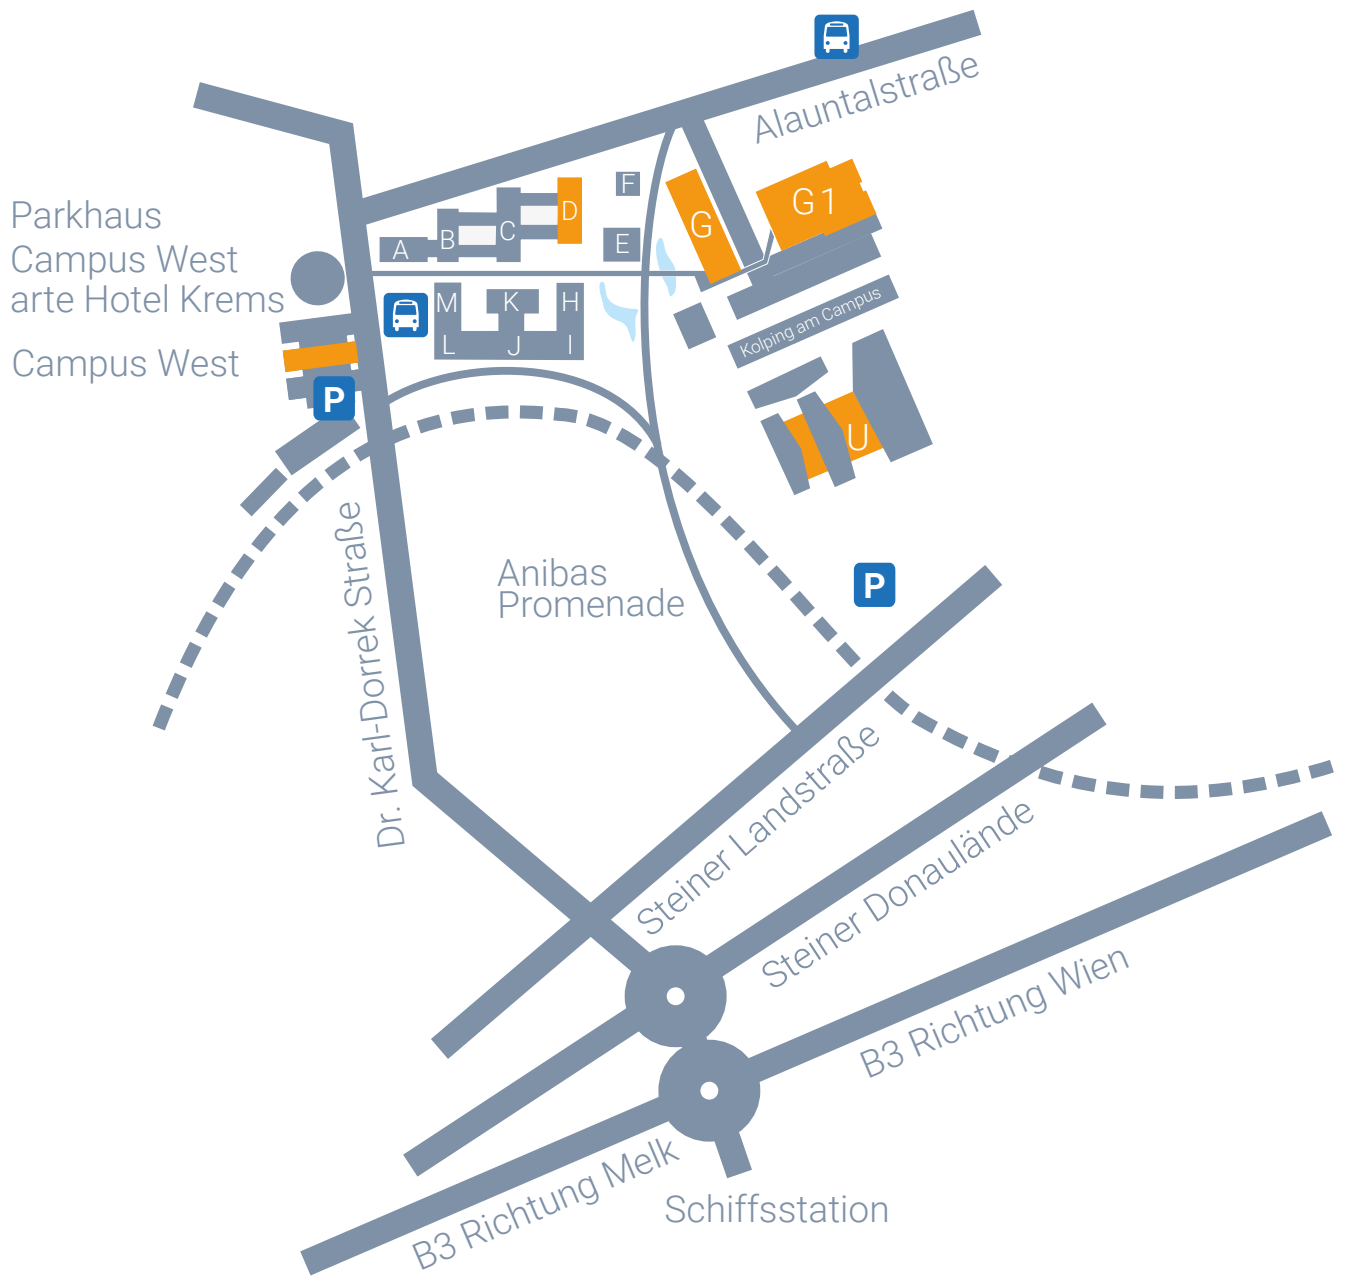 Alauntalstraße
Parkhaus
Campus West
arte Hotel Krems
Campus West
F
D
C
B
A
E
G
G 1
M
K
H
L
J
I
P
Kolping am Campus
U
Dr. Karl-Dorrek Straße
Anibas
Promenade
P
Steiner Landstraße
Steiner Donaulände
B3 Richtung Wien
B3 Richtung Melk
Schiffsstation